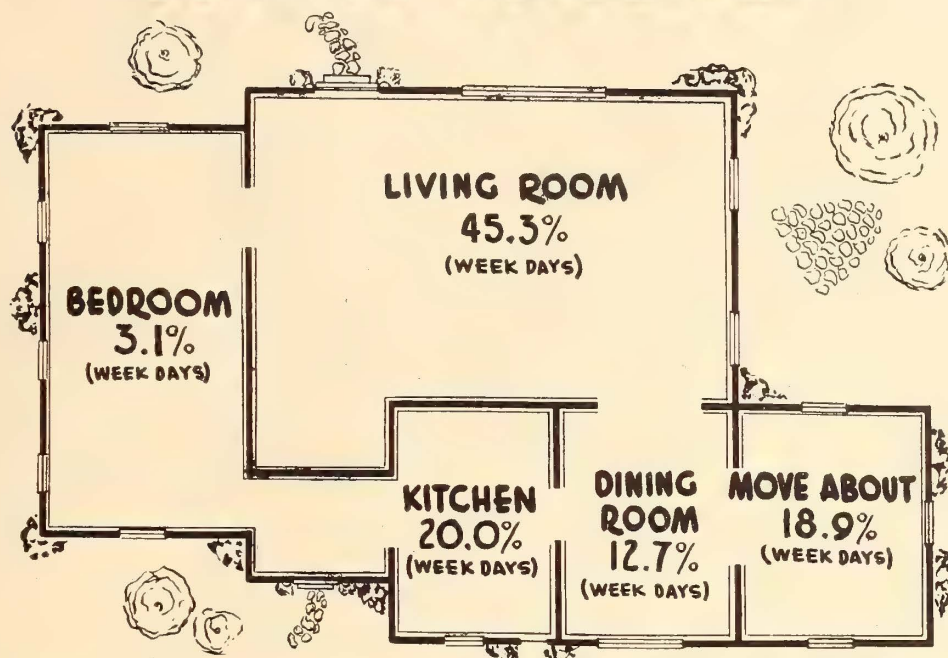 LIVING ROOM
45.3%
(WEEK DAYS)
BEDROOM
3.1%
(WEEK DAYS)
KITCHEN
20.0%
(WEEK DAYS)
DINING
ROOM
12.7%
(WEEK DAYS)
MOVE ABOUT
18.9%
(WEEK DAYS)